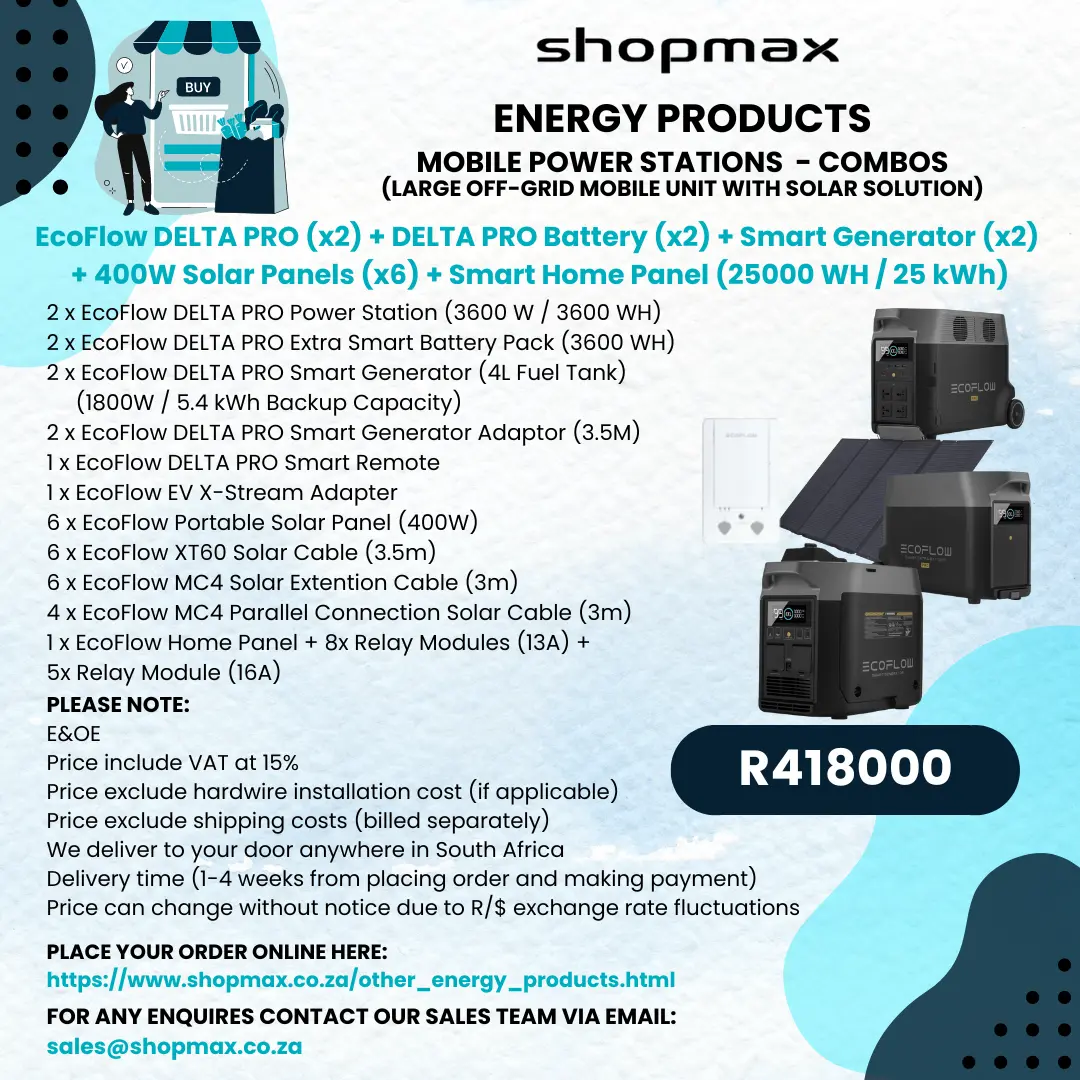 BUY
shopmax
ENERGY PRODUCTS
MOBILE POWER STATIONS - COMBOS
(LARGE OFF-GRID MOBILE UNIT WITH SOLAR SOLUTION)
EcoFlow DELTA PRO (x2) + DELTA PRO Battery (x2) + Smart Generator (x2)
+ 400W Solar Panels (x6) + Smart Home Panel (25000 WH / 25 kWh)
2 x EcoFlow DELTA PRO Power Station (3600 W / 3600 WH)
2 x EcoFlow DELTA PRO Extra Smart Battery Pack (3600 WH)
2 x EcoFlow DELTA PRO Smart Generator (4L Fuel Tank)
(1800W / 5.4 kWh Backup Capacity)
2 x EcoFlow DELTA PRO Smart Generator Adaptor (3.5M)
1 x EcoFlow DELTA PRO Smart Remote
1 x EcoFlow EV X-Stream Adapter
6 x EcoFlow Portable Solar Panel (400W)
6 x EcoFlow XT60 Solar Cable (3.5m)
6 x EcoFlow MC4 Solar Extention Cable (3m)
4 x EcoFlow MC4 Parallel Connection Solar Cable (3m)
1 x EcoFlow Home Panel + 8x Relay Modules (13A) +
5x Relay Module (16A)
ECOFLOW
ECOFLOW
ECOFLOW
PLEASE NOTE:
E&OE
Price include VAT at 15%
Price exclude hardwire installation cost (if applicable)
Price exclude shipping costs (billed separately)
We deliver to your door anywhere in South Africa
Delivery time (1-4 weeks from placing order and making payment)
Price can change without notice due to R/$ exchange rate fluctuations
R418000
PLACE YOUR ORDER ONLINE HERE:
https://www.shopmax.co.za/other_energy_products.html
FOR ANY ENQUIRES CONTACT OUR SALES TEAM VIA EMAIL:
sales@shopmax.co.za